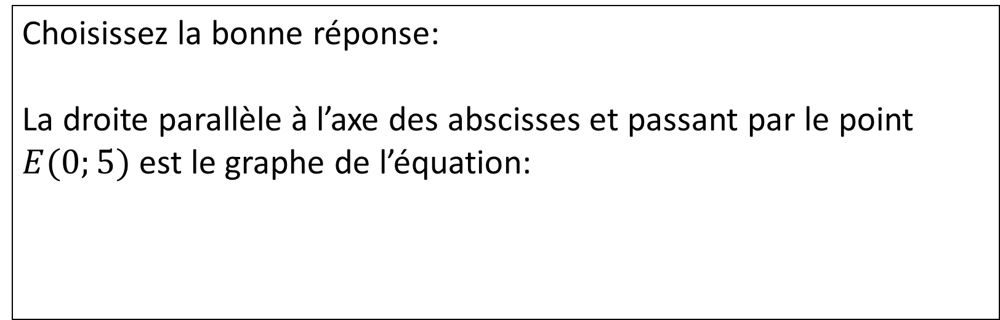 Choisissez la bonne réponse:
La droite parallèle à l’axe des abscisses et passant par le point
E(0; 5) est le graphe de l’équation: